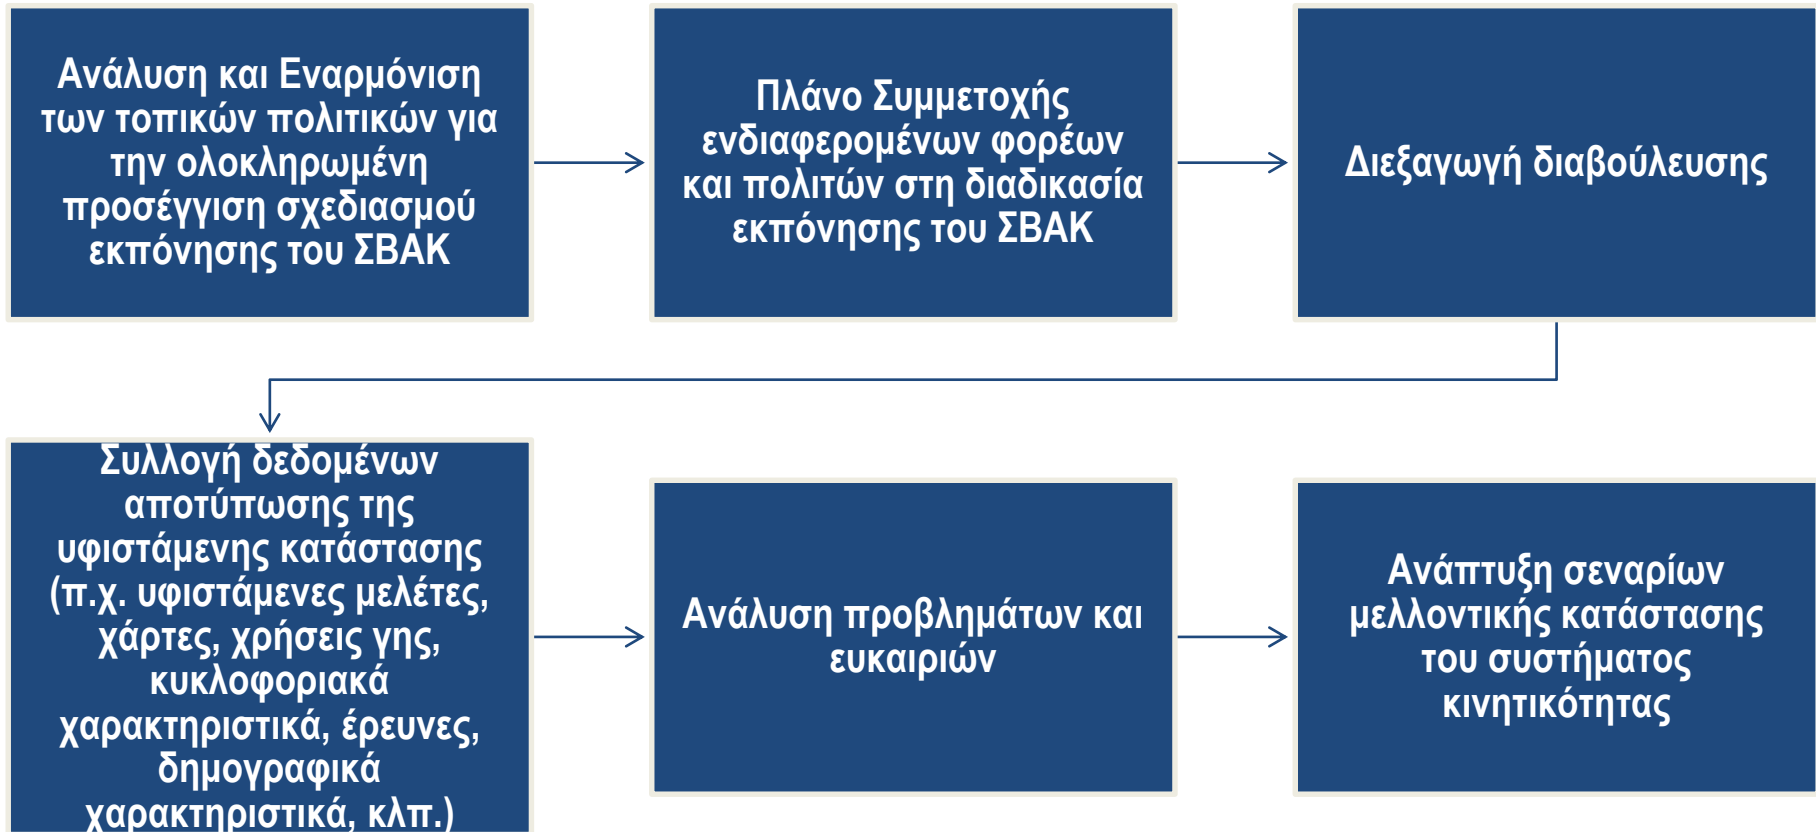 Ανάλυση και Εναρμόνιση
των τοπικών πολιτικών για
την ολοκληρωμένη
προσέγγιση σχεδιασμού
εκπόνησης του ΣΒΑΚ
Πλάνο Συμμετοχής
ενδιαφερομένων φορέων
και πολιτών στη διαδικασία
εκπόνησης του ΣΒΑΚ
Διεξαγωγή διαβούλευσης
Συλλογή δεδομένων
αποτύπωσης της
υφιστάμενης κατάστασης
(π.χ. υφιστάμενες μελέτες,
χάρτες, χρήσεις γης,
κυκλοφοριακά
χαρακτηριστικά, έρευνες,
δημογραφικά
χαρακτηριστικά, κλπ.)
Ανάλυση προβλημάτων και
ευκαιριών
Ανάπτυξη σεναρίων
μελλοντικής κατάστασης
του συστήματος
κινητικότητας